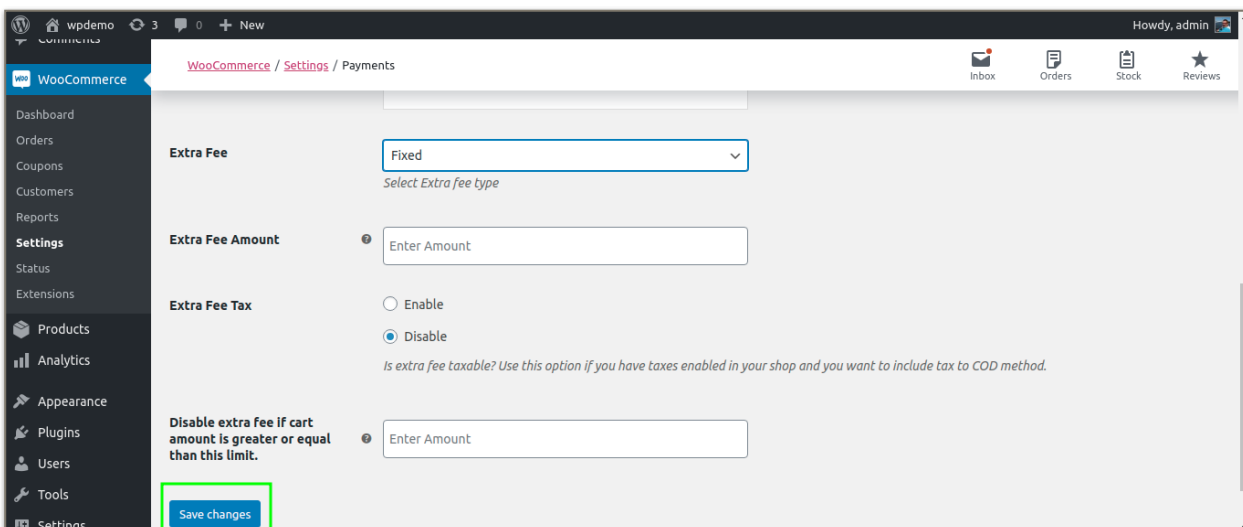 wpdemo 3 0 New Howdy, admin
Comments
WooCommerce / Settings / Payments
Inbox Orders Stock Reviews
WooCommerce
Dashboard
Orders
Coupons
Customers
Reports
Settings
Status
Extensions
Products
Analytics
Appearance
Plugins
Users
Tools
Settings
Extra Fee
Fixed
Select Extra fee type
Extra Fee Amount
Enter Amount
Extra Fee Tax
Enable
Disable
Is extra fee taxable? Use this option if you have taxes enabled in your shop and you want to include tax to COD method.
Disable extra fee if cart
amount is greater or equal
than this limit.
Enter Amount
Save changes